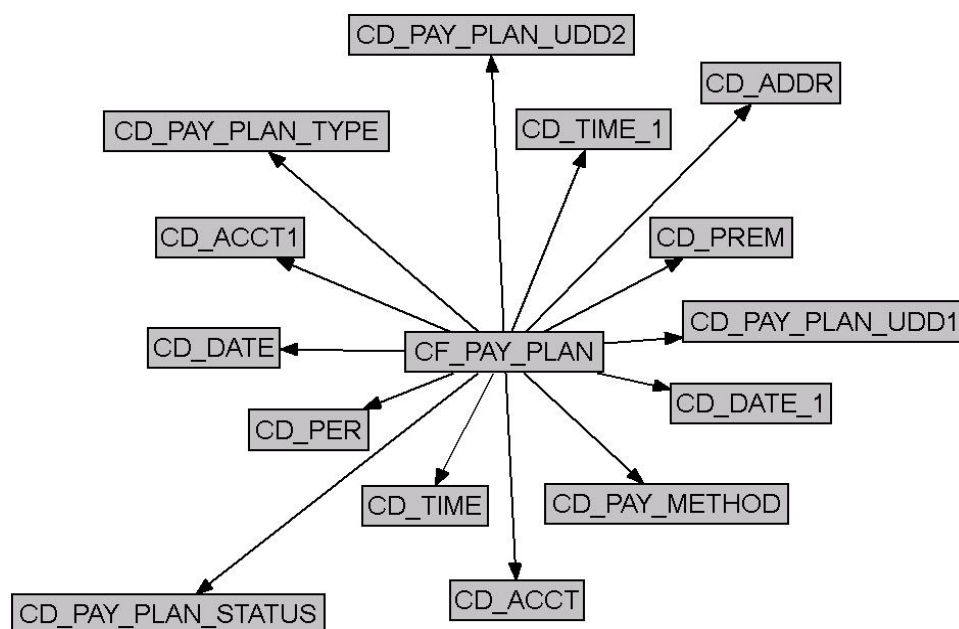 CD_PAY_PLAN_UDD2
CD_ADDR
CD_PAY_PLAN_TYPE
CD_TIME_1
CD_ACCT1
CD_PREM
CD_PAY_PLAN_UDD1
CD_DATE
CF_PAY_PLAN
CD_DATE_1
CD_PER
CD_TIME
CD_PAY_METHOD
CD_ACCT
CD_PAY_PLAN_STATUS